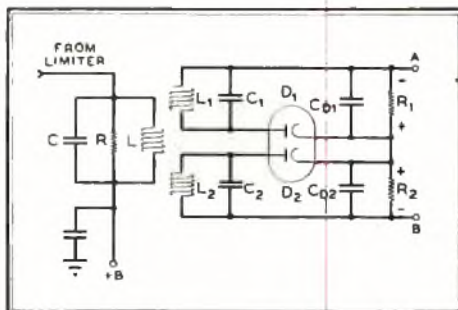 FROM
LIMITER
C
R
L
+B
L1
C1
D1
CD1
R1
A
-
+
L2
C2
D2
CD2
R2
+
-
B